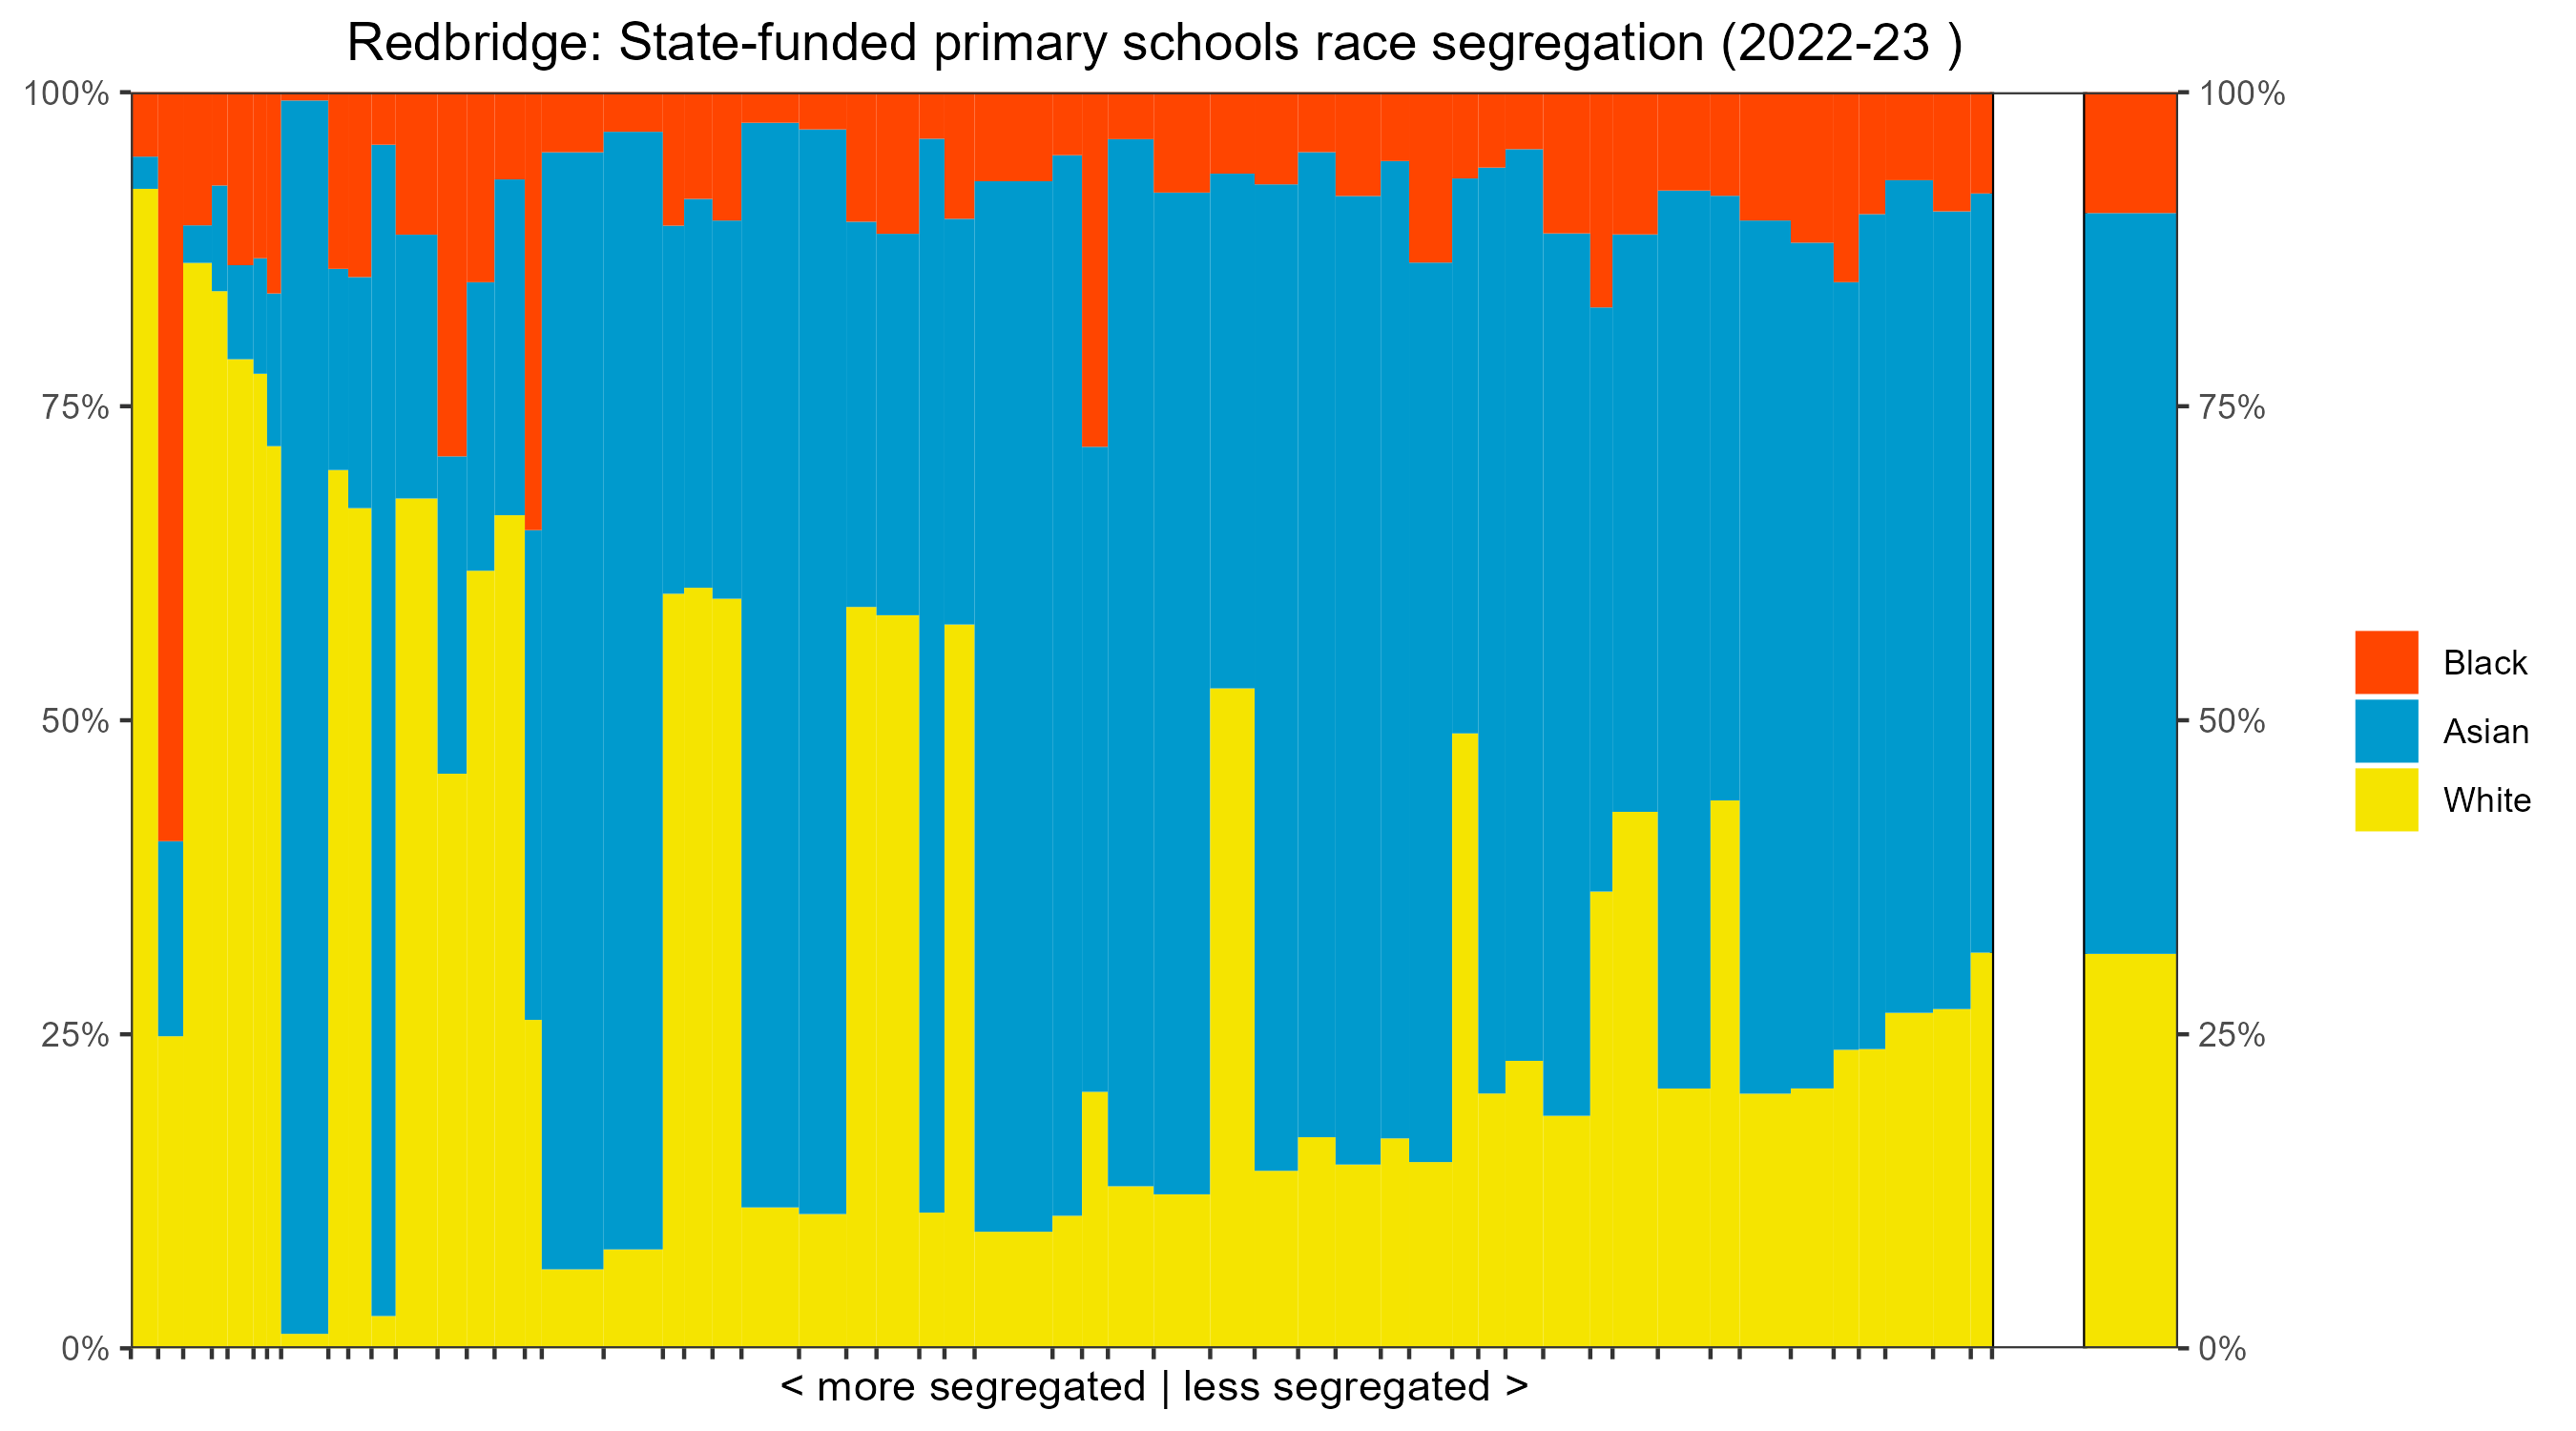 Redbridge: State-funded primary schools race segregation (2022-23 )
100%
75%
50%
25%
0%
100%
75%
50%
25%
0%
Black
Asian
White
< more segregated | less segregated >